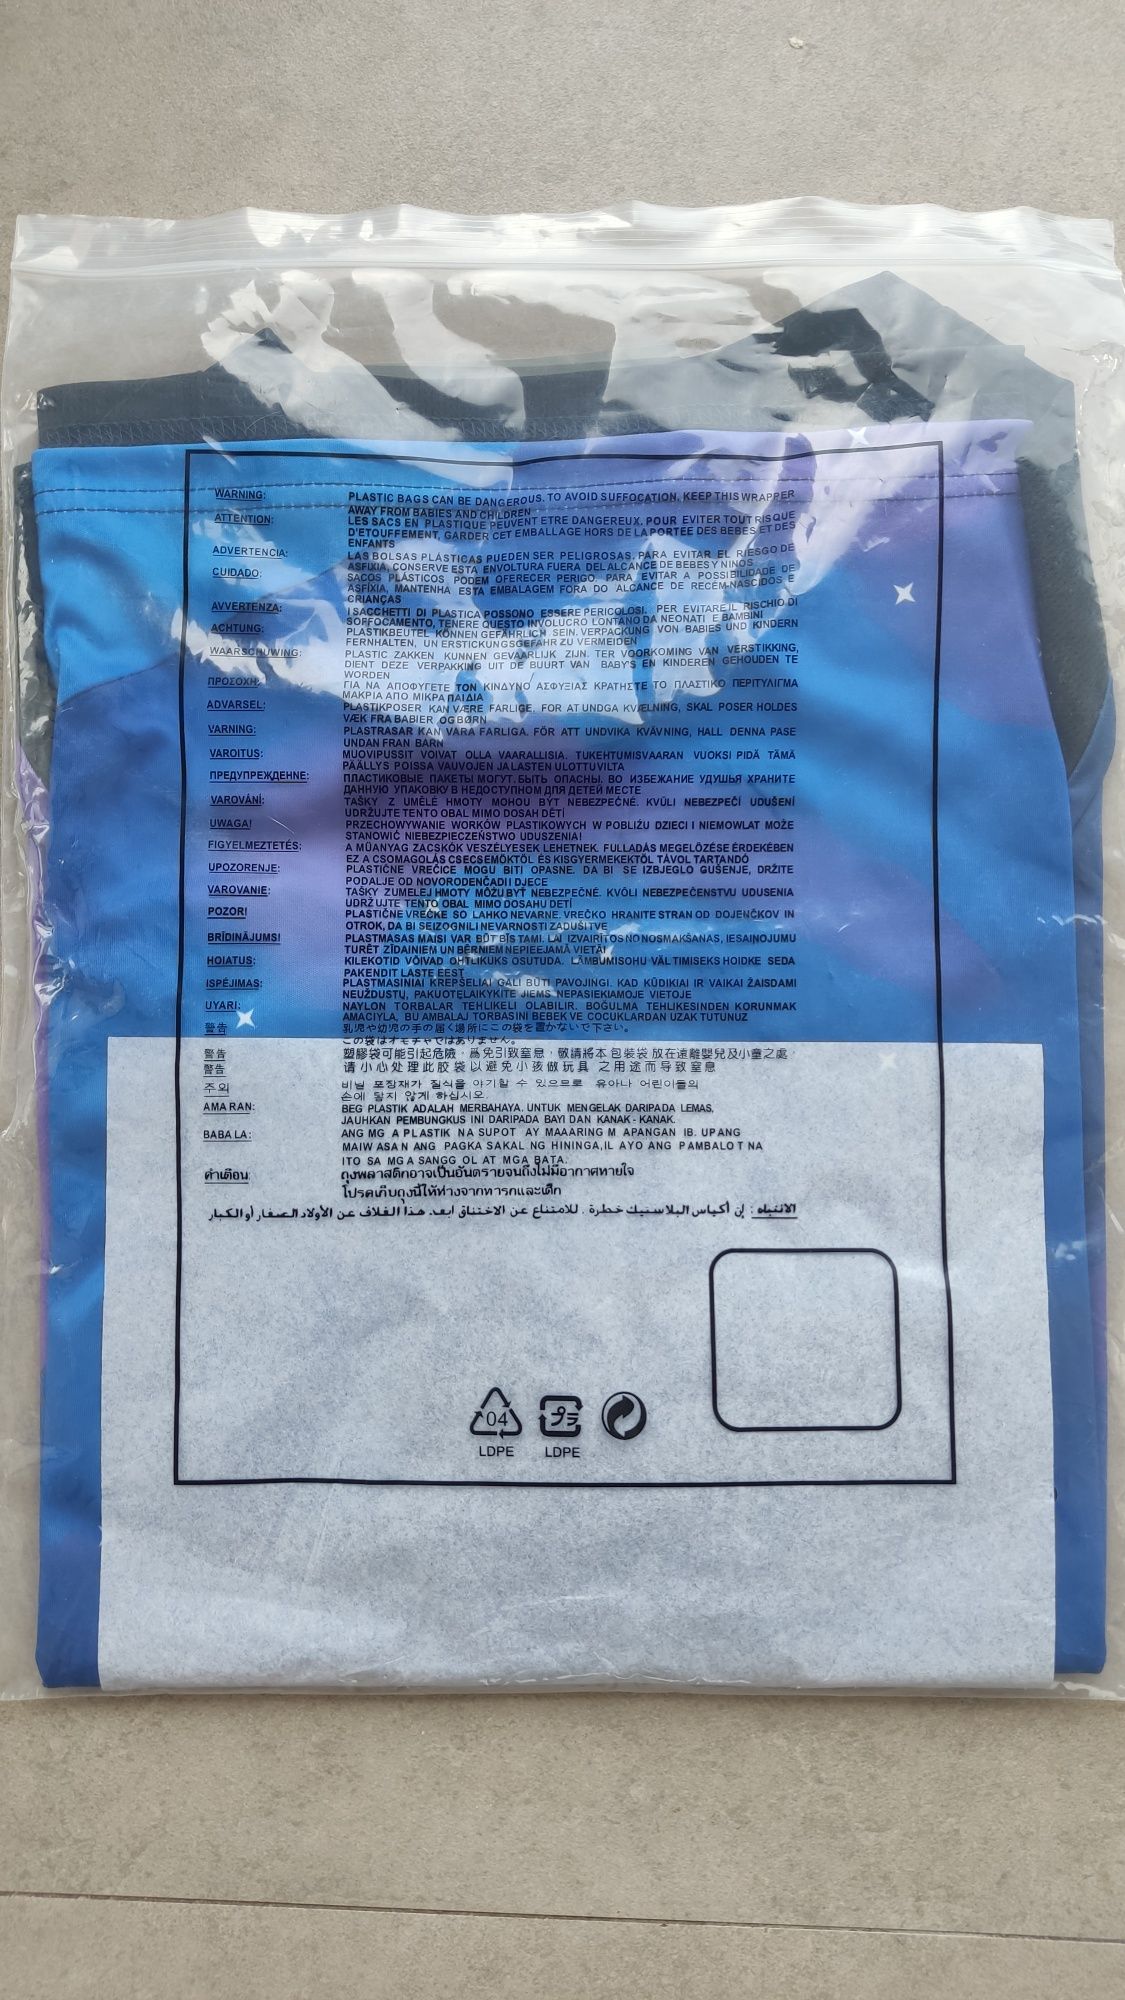 WARNING: PLASTIC BAGS CAN BE DANGEROUS. TO AVOID SUFFOCATION, KEEP THIS WRAPPER
AWAY FROM BABIES AND CHILDREN
ATTENTION: LES SACS EN PLASTIQUE PEUVENT ETRE DANGEREUX. POUR EVITER TOUT RISQUE
D'ETOUFFEMENT, GARDER CET EMBALLAGE HORS DE LA PORTEE DES BEBES ET DES
ENFANTS
ADVERTENCIA: LAS BOLSAS PLÁSTICAS PUEDEN SER PELIGROSAS. PARA EVITAR EL RIESGO DE
ASFIXIA, CONSERVE ESTA ENVOLTURA FUERA DEL ALCANCE DE BEBES Y NINOS
CUIDADO: SACOS PLÁSTICOS PODEM OFERECER PERIGO. PARA EVITAR A POSSIBILIDADE DE
ASFÍXIA, MANTENHA ESTA EMBALAGEM FORA DO ALCANCE DE RECÉM-NASCIDOS E
CRIANÇAS
AVVERTENZA: I SACCHETTI DI PLASTICA POSSONO ESSERE PERICOLOSI. PER EVITARE IL RISCHIO DI
SOFFOCAMENTO, TENERE QUESTO INVOLUCRO LONTANO DA NEONATI E BAMBINI
ACHTUNG: PLASTIKBEUTEL KÖNNEN GEFÄHRLICH SEIN. VERPACKUNG VON BABIES UND KINDERN
FERNHALTEN, UN ERSTICKUNGSGEFAHR ZU VERMEIDEN
WAARSCHUWING: PLASTIC ZAKKEN KUNNEN GEVAARLIJK ZIJN. TER VOORKOMING VAN VERSTIKKING,
DIENT DEZE VERPAKKING UIT DE BUURT VAN BABY'S EN KINDEREN GEHOUDEN TE
WORDEN
ΠΡΟΣΟΧΗ: ΓΙΑ ΝΑ ΑΠΟΦΥΓΕΤΕ ΤΟΝ ΚΙΝΔΥΝΟ ΑΣΦΥΞΙΑΣ ΚΡΑΤΗΣΤΕ ΤΟ ΠΛΑΣΤΙΚΟ ΠΕΡΙΤΥΛΙΓΜΑ
ΜΑΚΡΙΑ ΑΠΟ ΜΙΚΡΑ ΠΑΙΔΙΑ
ADVARSEL: PLASTIKPOSER KAN VÆRE FARLIGE. FOR AT UNDGA KVÆLNING, SKAL POSER HOLDES
VÆK FRA BABIER OG BØRN
VARNING: PLASTRASAR KAN VARA FARLIGA. FÖR ATT UNDVIKA KVÄVNING, HALL DENNA PASE
UNDAN FRAN BARN
VAROITUS: MUOVIPUSSIT VOIVAT OLLA VAARALLISIA. TUKEHTUMISVAARAN VUOKSI PIDÄ TÄMÄ
PÄÄLLYS POISSA VAUVOJEN JA LASTEN ULOTTUVILTA
ПРЕДУПРЕЖДЕННЕ: ПЛАСТИКОВЫЕ ПАКЕТЫ МОГУТ. БЫТЬ ОПАСНЫ. ВО ИЗБЕЖАНИЕ УДУШЬЯ ХРАНИТЕ
ДАННУЮ УПАКОВКУ В НЕДОСТУПНОМ ДЛЯ ДЕТЕЙ МЕСТЕ
VAROVÁNÍ: TAŠKY Z UMĚLÉ HMOTY MOHOU BÝT NEBEZPEČNÉ. KVŮLI NEBEZPEČÍ UDUŠENÍ
UDRŽUJTE TENTO OBAL MIMO DOSAH DĚTÍ
UWAGA! PRZECHOWYWANIE WORKÓW PLASTIKOWYCH W POBLIŻU DZIECI I NIEMOWLAT MOŻE
STANOWIĆ NIEBEZPIECZEŃSTWO UDUSZENIA!
FIGYELMEZTETÉS: A MŰANYAG ZACSKÓK VESZÉLYESEK LEHETNEK. FULLADÁS MEGELŐZÉSE ÉRDEKÉBEN
EZ A CSOMAGOLÁS CSECSEMŐKTŐL ÉS KISGYERMEKEKTŐL TÁVOL TARTANDÓ
UPOZORENJE: PLASTIČNE VREĆICE MOGU BITI OPASNE. DA BI SE IZBJEGLO GUŠENJE, DRŽITE
PODALJE OD NOVORODENČADI I DJECE
VAROVANIE: TAŠKY ZUMELEJ HMOTY MÔŽU BYŤ NEBEZPEČNÉ. KVÔLI NEBEZPEČENSTVU UDUSENIA
UDRŽUJTE TENTO OBAL MIMO DOSAHU DETÍ
POZOR! PLASTIČNE VREČKE SO LAHKO NEVARNE. VREČKO HRANITE STRAN OD DOJENČKOV IN
OTROK, DA BI SEIZOGNILI NEVARNOSTI ZADUŠITVE
BRĪDINĀJUMS! PLASTMASAS MAISI VAR BŪT BĪSTAMI. LAI IZVAIRĪTOS NO NOSMAKŠANAS, IESAIŅOJUMU
TURĒT ZĪDAINIEM UN BĒRNIEM NEPIEEJAMĀ VIETĀ!
HOIATUS: KILEKOTID VÕIVAD OHTLIKUKS OSUTUDA. LÄMBUMISOHU VÄLTIMISEKS HOIDKE SEDA
PAKENDIT LASTE EEST
ISPĖJIMAS: PLASTMASINIAI KREPŠELIAI GALI BUTI PAVOJINGI. KAD KŪDIKIAI IR VAIKAI ŽAISDAMI
NEUŽDUSTŲ, PAKUOTĘ LAIKYKITE JIEMS NEPASIEKIAMOJE VIETOJE
UYARI: NAYLON TORBALAR TEHLIKELI OLABILIR. BOĞULMA TEHLIKESINDEN KORUNMAK
AMACIYLA, BU AMBALAJ TORBASINI BEBEK VE COCUKLARDAN UZAK TUTUNUZ
警告 乳児や幼児の手の届く場所にこの袋を置かないで下さい。
この袋はオモチャではありません。
警告 塑膠袋可能引起危險，爲免引致窒息，敬請將本包裝袋放在遠離嬰兒及小童之處，
警告 请小心处理此胶袋以避免小孩做玩具 之用途而导致窒息
주의 비닐 포장재가 질식을 야기할 수 있으므로 유아나 어린이들의
손에 닿지 않게 하십시오.
AMARAN: BEG PLASTIK ADALAH MERBAHAYA. UNTUK MENGELAK DARIPADA LEMAS,
JAUHKAN PEMBUNGKUS INI DARIPADA BAYI DAN KANAK - KANAK.
BABALA: ANG MG A PLASTIK NA SUPOT AY MAAARING M APANGAN IB. UPANG
MAIWASAN ANG PAGKA SAKAL NG HININGA, IL AYO ANG PAMBALOT NA
ITO SA MGA SANGGOL AT MGA BATA.
คำเตือน: ถุงพลาสติกอาจเป็นอันตรายจนถึงไม่มีอากาศหายใจ
โปรดเก็บถุงนี้ให้ห่างจากทารกและเด็ก
الانتباه : إن أكياس البلاستيك خطرة . للامتناع عن الاختناق ابعد هذا الغلاف عن الأولاد الصغار أو الكبار
04 プラ
LDPE LDPE